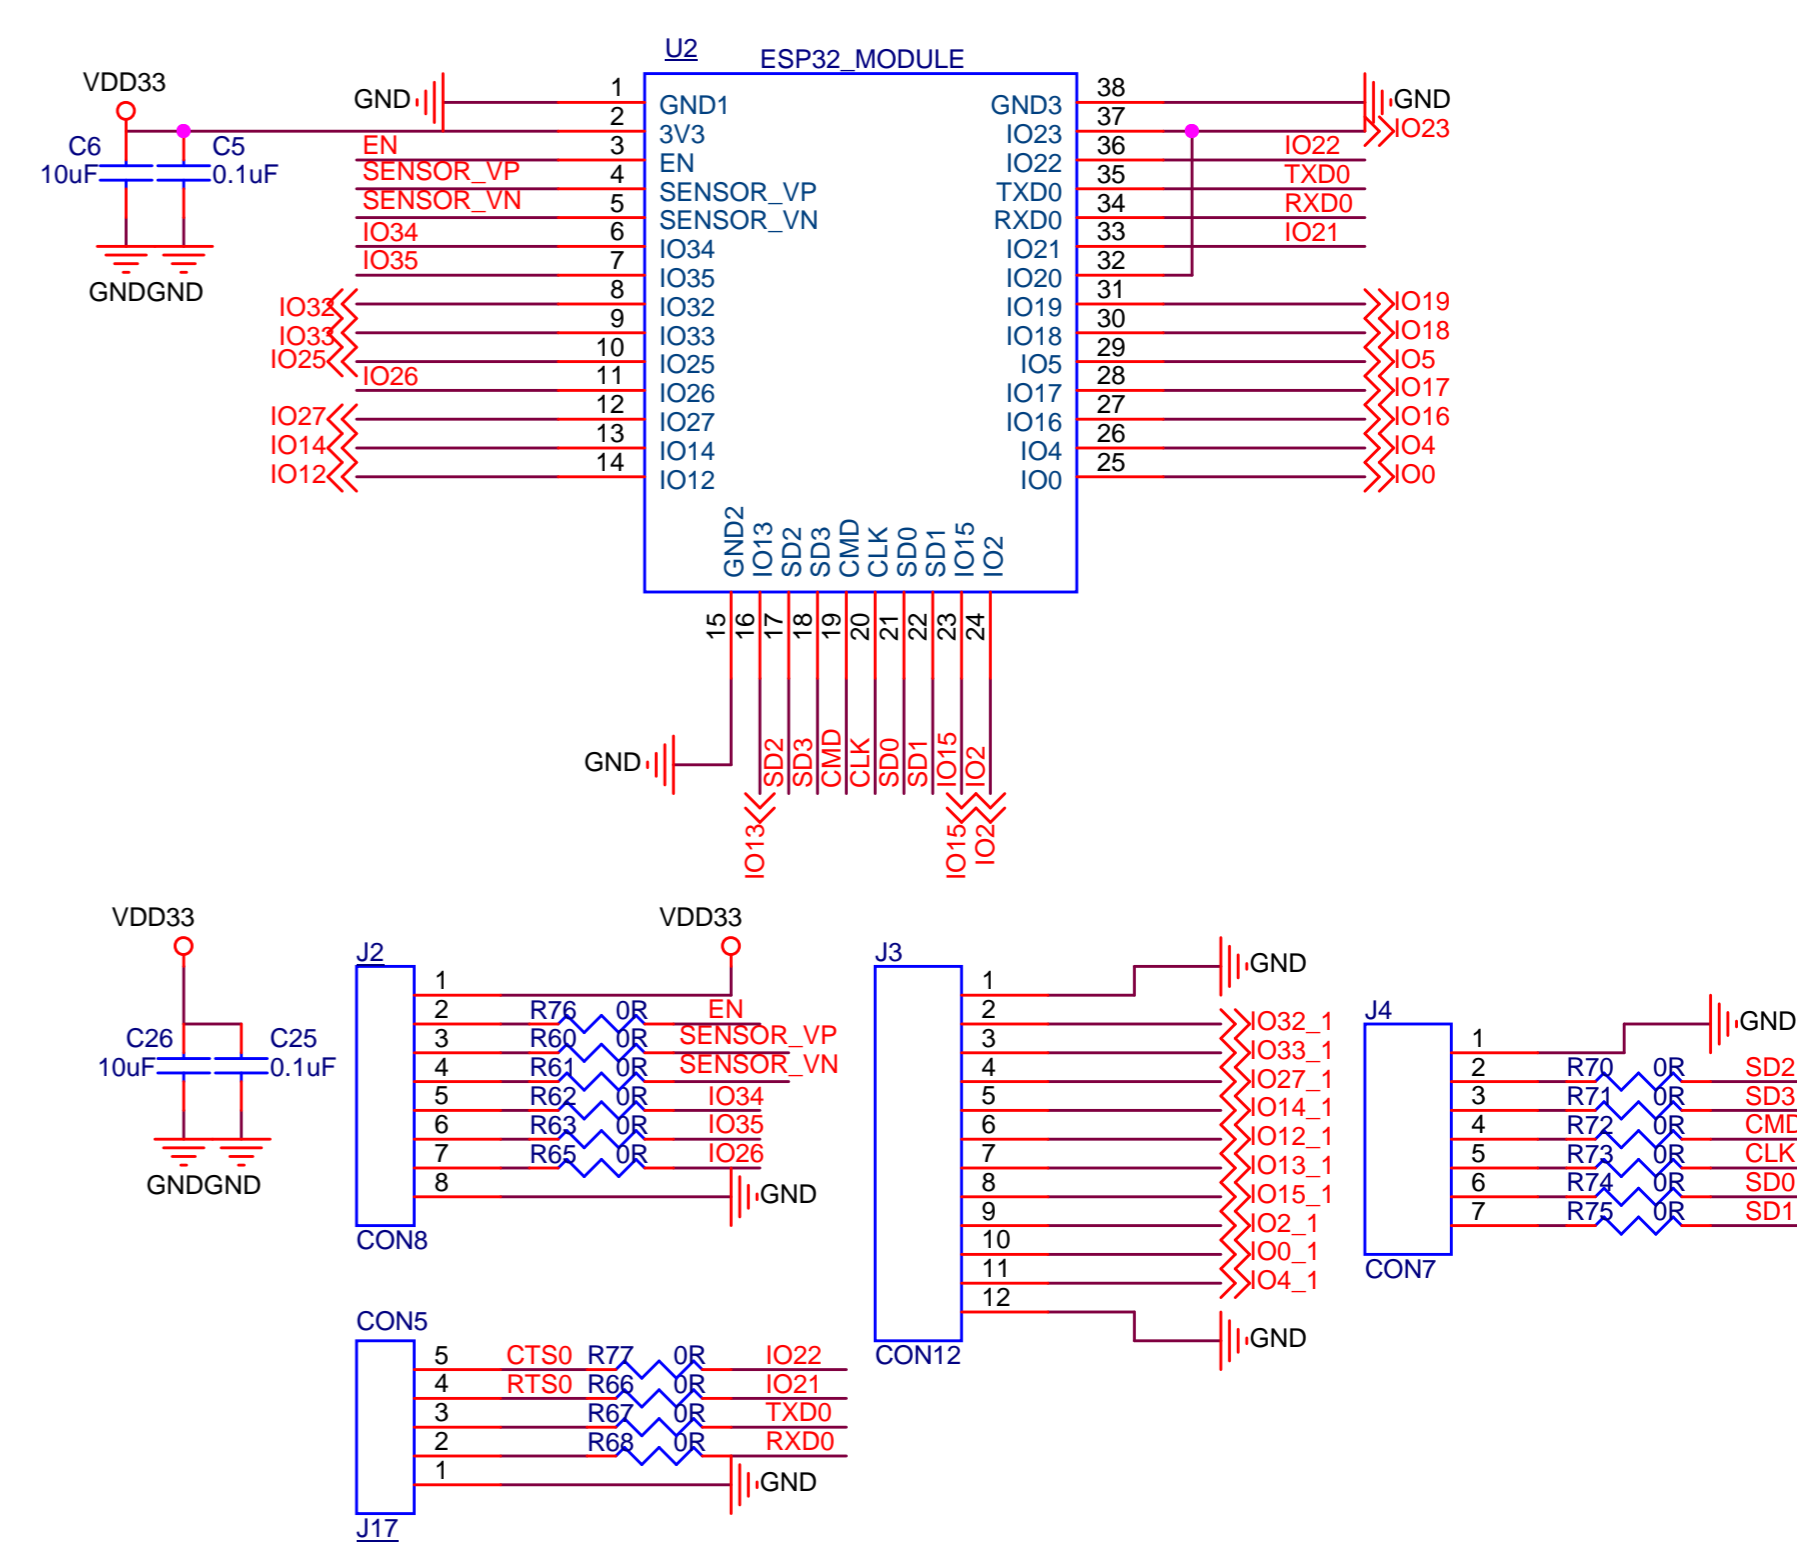 U2
ESP32_MODULE
VDD33
C6
10uF
C5
0.1uF
GNDGND
GND
1
2
3
4
5
6
7
8
9
10
11
12
13
14
EN
SENSOR_VP
SENSOR_VN
IO34
IO35
IO32
IO33
IO25
IO26
IO27
IO14
IO12
GND1
3V3
EN
SENSOR_VP
SENSOR_VN
IO34
IO35
IO32
IO33
IO25
IO26
IO27
IO14
IO12
GND3
IO23
IO22
TXD0
RXD0
IO21
IO20
IO19
IO18
IO5
IO17
IO16
IO4
IO0
38
37
36
35
34
33
32
31
30
29
28
27
26
25
GND
IO23
IO22
TXD0
RXD0
IO21
IO19
IO18
IO5
IO17
IO16
IO4
IO0
GND2
IO13
SD2
SD3
CMD
CLK
SD0
SD1
IO15
IO2
15
16
17
18
19
20
21
22
23
24
GND
SD2
SD3
CMD
CLK
SD0
SD1
IO15
IO2
IO13
IO15
IO2
VDD33
C26
10uF
C25
0.1uF
GNDGND
VDD33
J2
1
2 R76 0R EN
3 R60 0R SENSOR_VP
4 R61 0R SENSOR_VN
5 R62 0R IO34
6 R63 0R IO35
7 R65 0R IO26
8 GND
CON8
J3
1 GND
2 IO32_1
3 IO33_1
4 IO27_1
5 IO14_1
6 IO12_1
7 IO13_1
8 IO15_1
9 IO2_1
10 IO0_1
11 IO4_1
12 GND
CON12
J4
1 GND
2 R70 0R SD2
3 R71 0R SD3
4 R72 0R CMD
5 R73 0R CLK
6 R74 0R SD0
7 R75 0R SD1
CON7
CON5
5 CTS0 R77 0R IO22
4 RTS0 R66 0R IO21
3 R67 0R TXD0
2 R68 0R RXD0
1 GND
J17